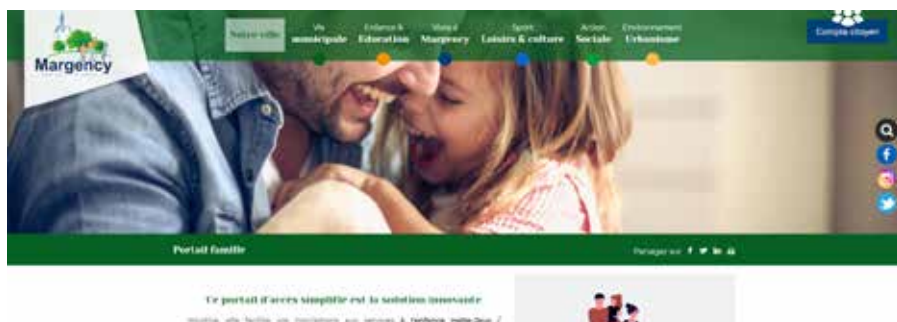 Margency
Notre ville
Vie
municipale
Enfance &
Education
Vivre à
Margency
Sport
Loisirs & culture
Action
Sociale
Environnement
Urbanisme
Compte citoyen
Portail famille
Partager sur
Ce portail d'accès simplifié est la solution innovante